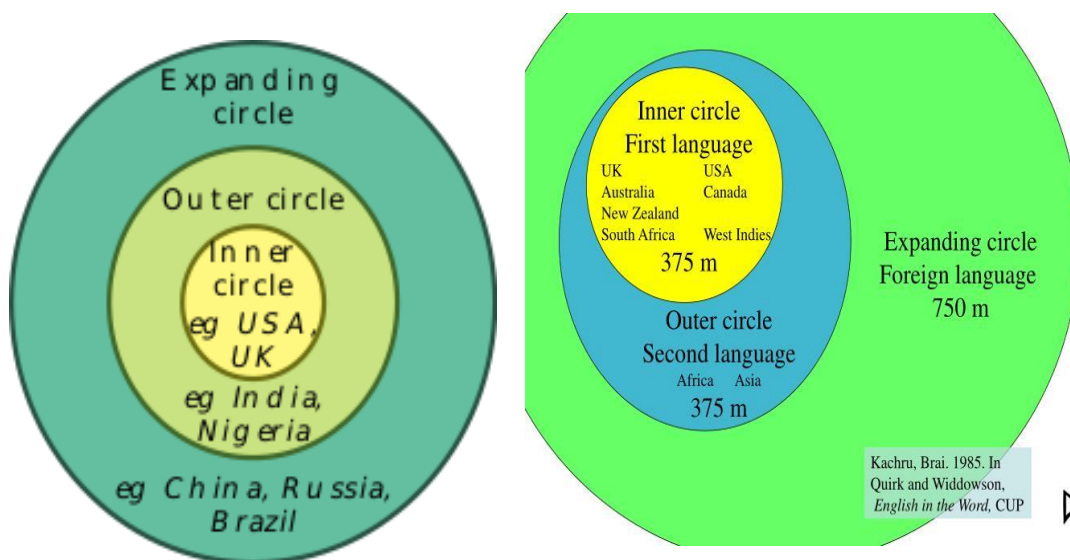 Expanding
circle
Outer circle
Inner
circle
eg USA,
UK
eg India,
Nigeria
eg China, Russia,
Brazil
Inner circle
First language
UK USA
Australia Canada
New Zealand
South Africa West Indies
375 m
Outer circle
Second language
Africa Asia
375 m
Expanding circle
Foreign language
750 m
Kachru, Brai. 1985. In
Quirk and Widdowson,
English in the Word, CUP